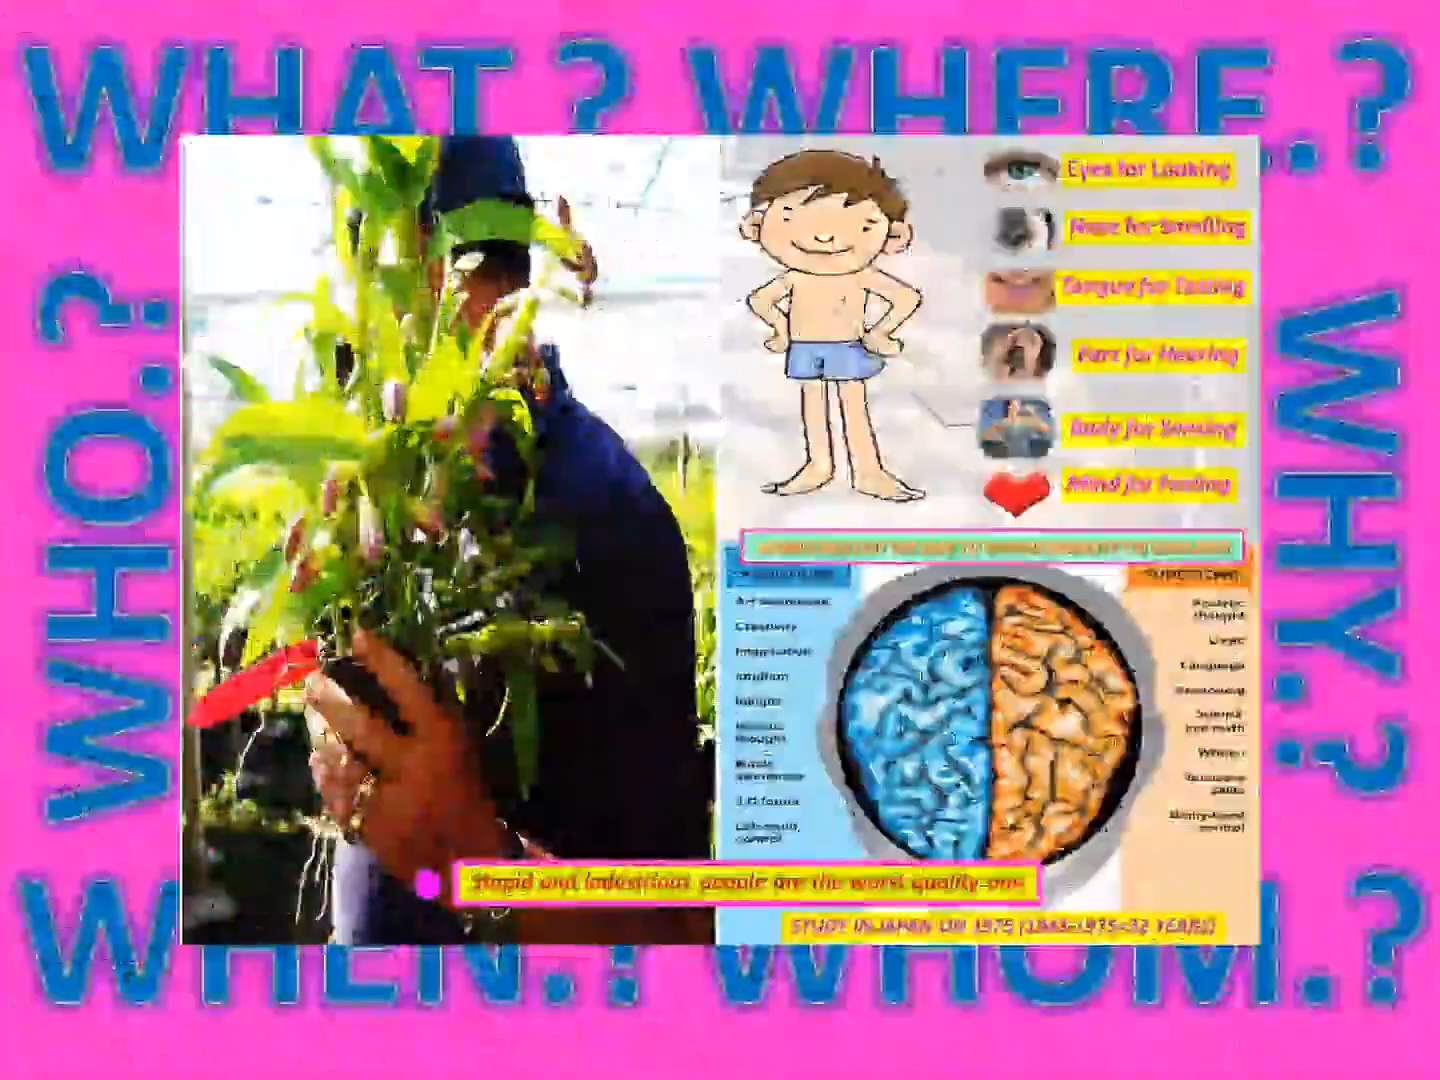 WHAT ? WHERE.?
WHO.?
WHY.?
Eyes for Looking
Nose for Smelling
Tongue for Tasting
Ears for Hearing
Body for Sensing
Mind for Feeling
Art awareness
Creativity
Imagination
Intuition
Insight
Holistic
thought
Music
awareness
3-D forms
Left-hand
control
Analytic
thought
Logic
Language
Reasoning
Science
and math
Written
Numbers
skills
Right-hand
control
Stupid and industrious people are the worst quality
STUDY IN JAPAN ON 1975
WHEN.? WHOM.?